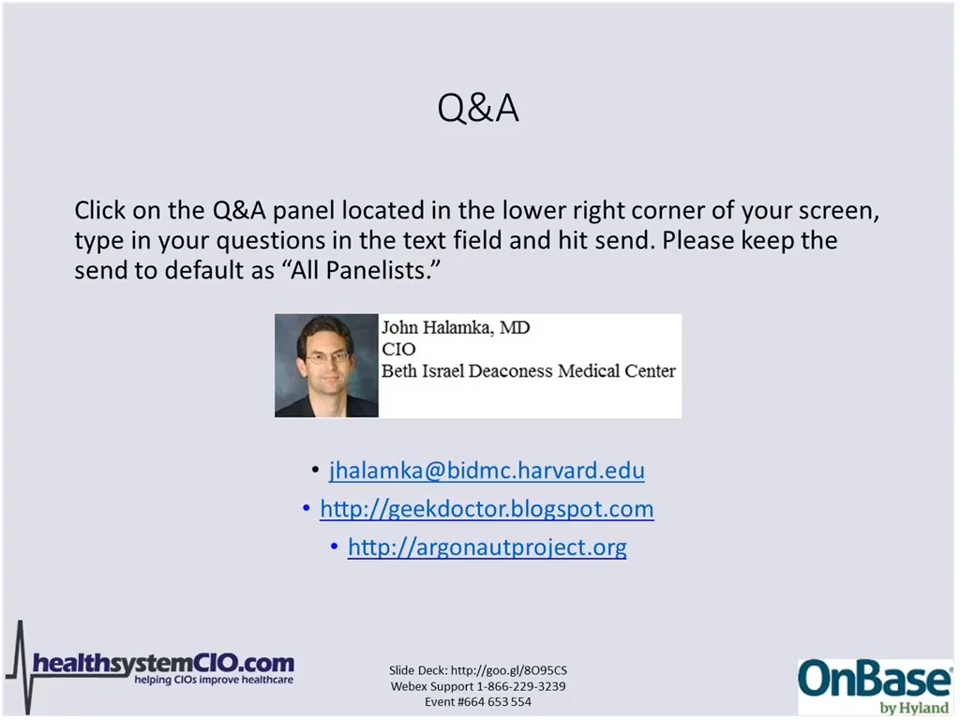 Q&A
Click on the Q&A panel located in the lower right corner of your screen,
type in your questions in the text field and hit send. Please keep the
send to default as “All Panelists.”
John Halamka, MD
CIO
Beth Israel Deaconess Medical Center
• jhalamka@bidmc.harvard.edu
• http://geekdoctor.blogspot.com
• http://argonautproject.org
healthsystemCIO.com
helping CIOs improve healthcare
Slide Deck: http://goo.gl/8O95CS
Webex Support 1-866-229-3239
Event #664 653 554
OnBase®
by Hyland